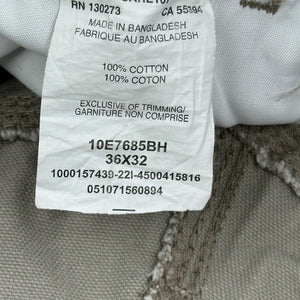 RN 130273 CA 55394
MADE IN BANGLADESH
FABRIQUE AU BANGLADESH
100% COTTON
100% COTON
EXCLUSIVE OF TRIMMING/
GARNITURE NON COMPRISE
10E7685BH
36X32
1000157439-22I-4500415816
051071560894